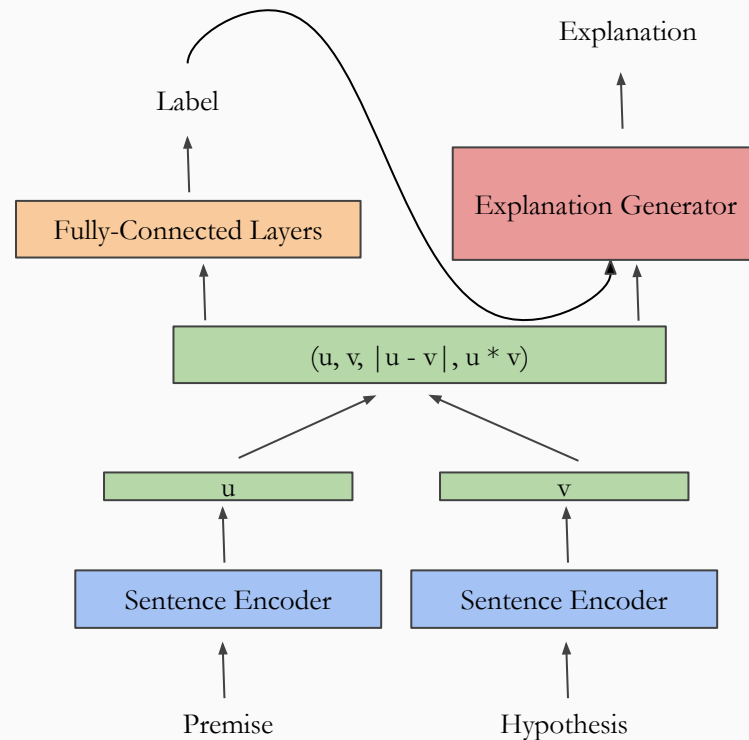 Explanation
Label
Explanation Generator
Fully-Connected Layers
(u, v, |u - v|, u * v)
u
v
Sentence Encoder
Sentence Encoder
Premise
Hypothesis